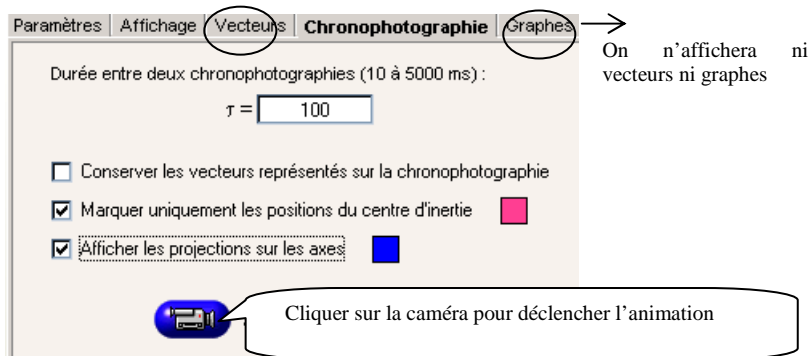 Paramètres Affichage Vecteurs Chronophotographie Graphes
On n’affichera ni
vecteurs ni graphes
Durée entre deux chronophotographies (10 à 5000 ms) :
τ = 100
Conserver les vecteurs représentés sur la chronophotographie
Marquer uniquement les positions du centre d'inertie
Afficher les projections sur les axes
Cliquer sur la caméra pour déclencher l’animation